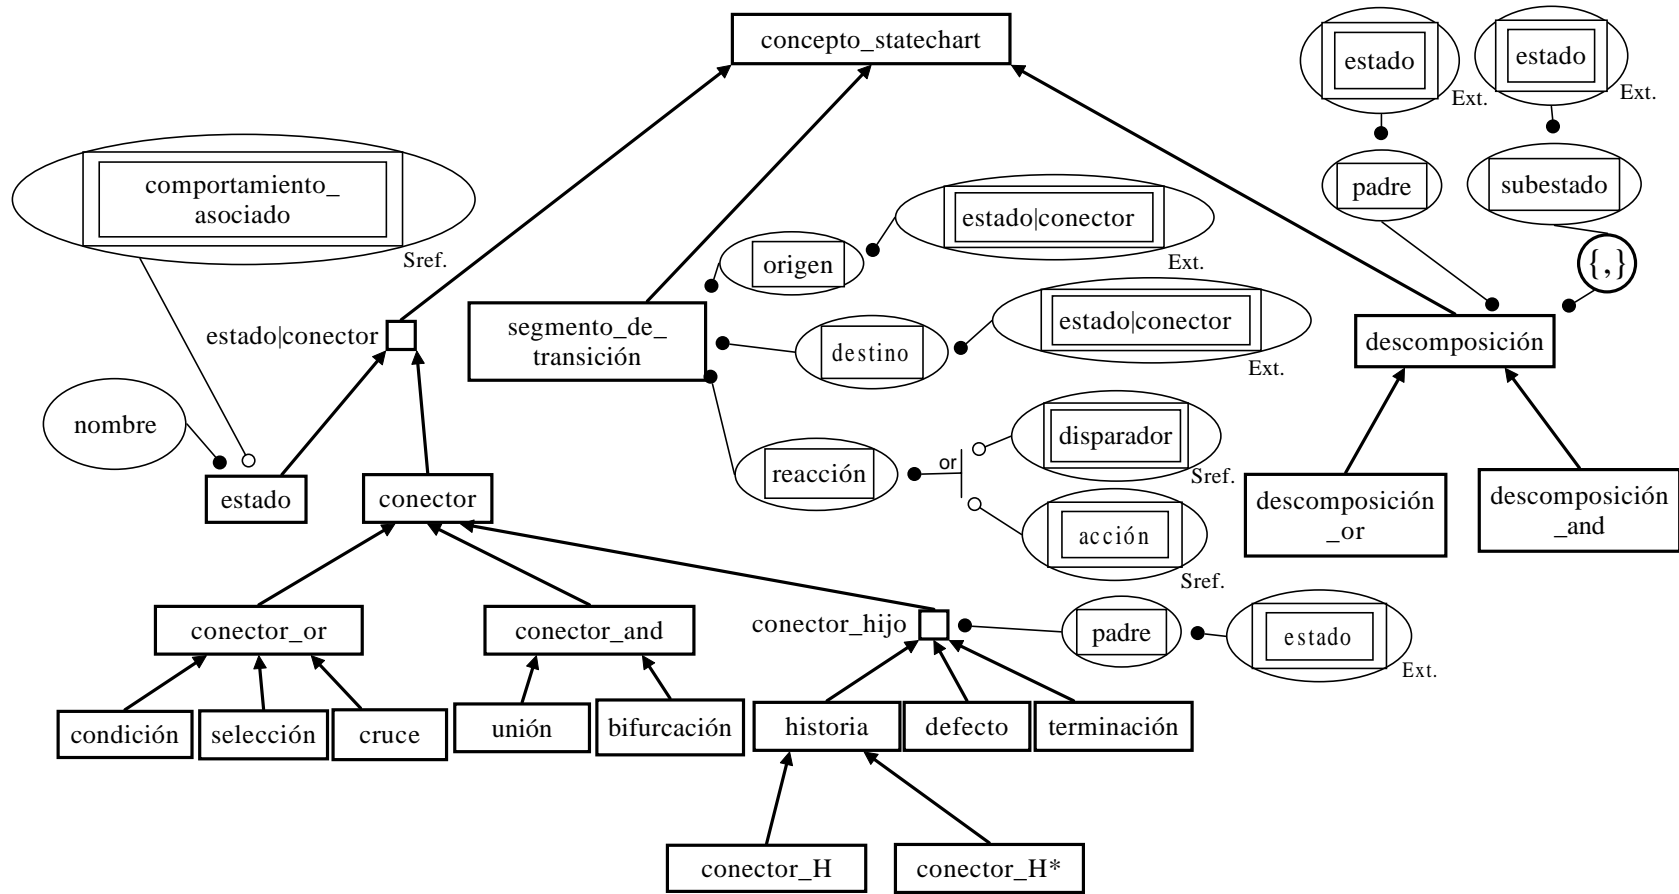 concepto_statechart
estado
Ext.
estado
Ext.
comportamiento_
asociado
Sref.
padre
subestado
estado|conector
Ext.
origen
{,}
estado|conector
segmento_de_
transición
destino
estado|conector
Ext.
descomposición
nombre
disparador
Sref.
or
reacción
estado
conector
acción
Sref.
descomposición
_or
descomposición
_and
conector_or
conector_and
conector_hijo
padre
estado
Ext.
condición
selección
cruce
unión
bifurcación
historia
defecto
terminación
conector_H
conector_H*